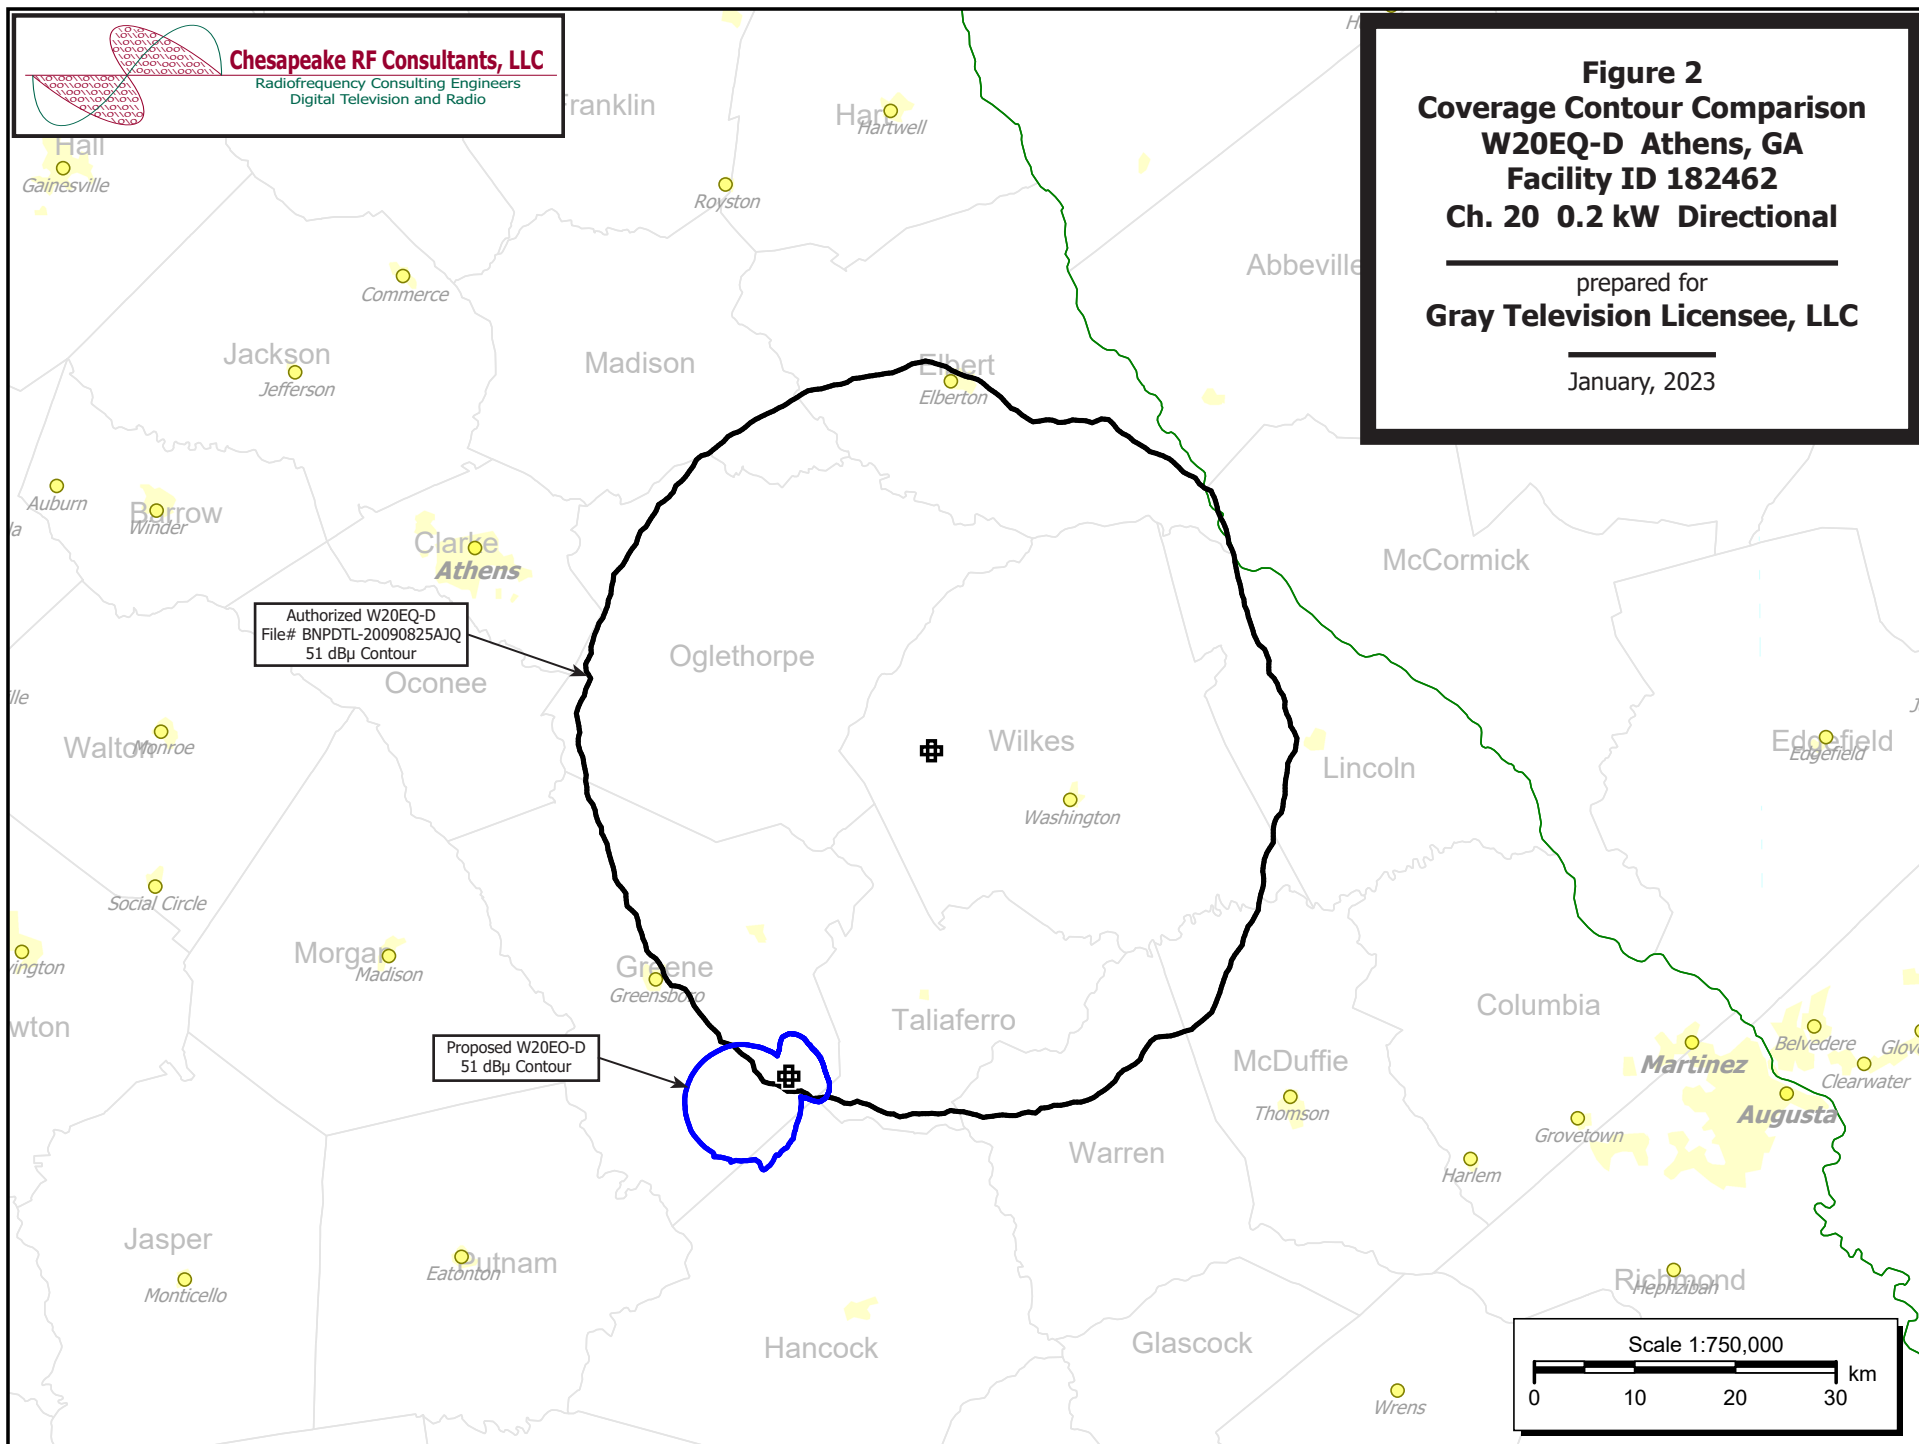 Chesapeake RF Consultants, LLC
Radiofrequency Consulting Engineers
Digital Television and Radio
Figure 2
Coverage Contour Comparison
W20EQ-D Athens, GA
Facility ID 182462
Ch. 20 0.2 kW Directional
prepared for
Gray Television Licensee, LLC
January, 2023
Hall
Gainesville
Franklin
Hart
Hartwell
Royston
Commerce
Abbeville
Jackson
Jefferson
Madison
Elbert
Elberton
Auburn
Barrow
Winder
Clarke
Athens
McCormick
Authorized W20EQ-D
File# BNPDTL-20090825AJQ
51 dBµ Contour
Oglethorpe
Oconee
Walton
Monroe
Wilkes
Washington
Lincoln
Edgefield
Edgefield
Social Circle
Morgan
Madison
Greene
Greensboro
vington
wton
Taliaferro
Columbia
Proposed W20EO-D
51 dBµ Contour
McDuffie
Thomson
Martinez
Belvedere
Clearwater
Augusta
Grovetown
Harlem
Warren
Jasper
Monticello
Putnam
Eatonton
Hancock
Glascock
Richmond
Hephzibah
Wrens
Scale 1:750,000
km
0 10 20 30